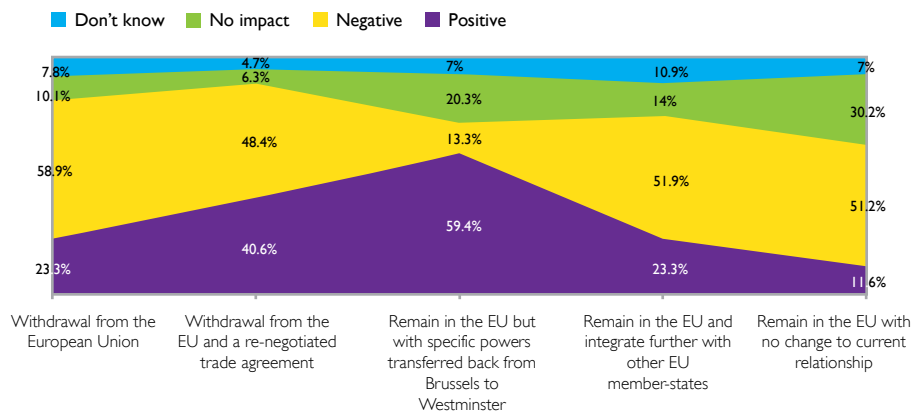 Don't know No impact Negative Positive
7.8% 4.7% 7% 10.9% 7%
10.1% 6.3% 20.3% 14% 30.2%
58.9% 48.4% 13.3% 51.9% 51.2%
23.3% 40.6% 59.4% 23.3% 11.6%
Withdrawal from the
European Union
Withdrawal from the
EU and a re-negotiated
trade agreement
Remain in the EU but
with specific powers
transferred back from
Brussels to
Westminster
Remain in the EU and
integrate further with
other EU
member-states
Remain in the EU with
no change to current
relationship